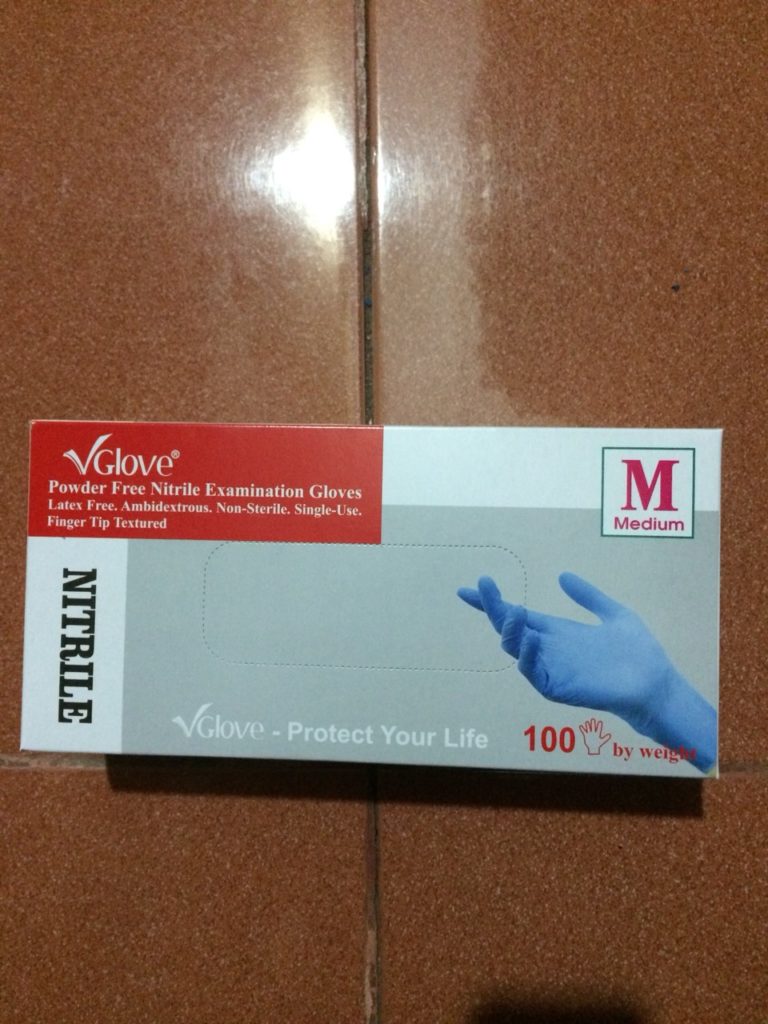 VGlove®
Powder Free Nitrile Examination Gloves
Latex Free. Ambidextrous. Non-Sterile. Single-Use.
Finger Tip Textured
M
Medium
NITRILE
VGlove - Protect Your Life
100 by weight